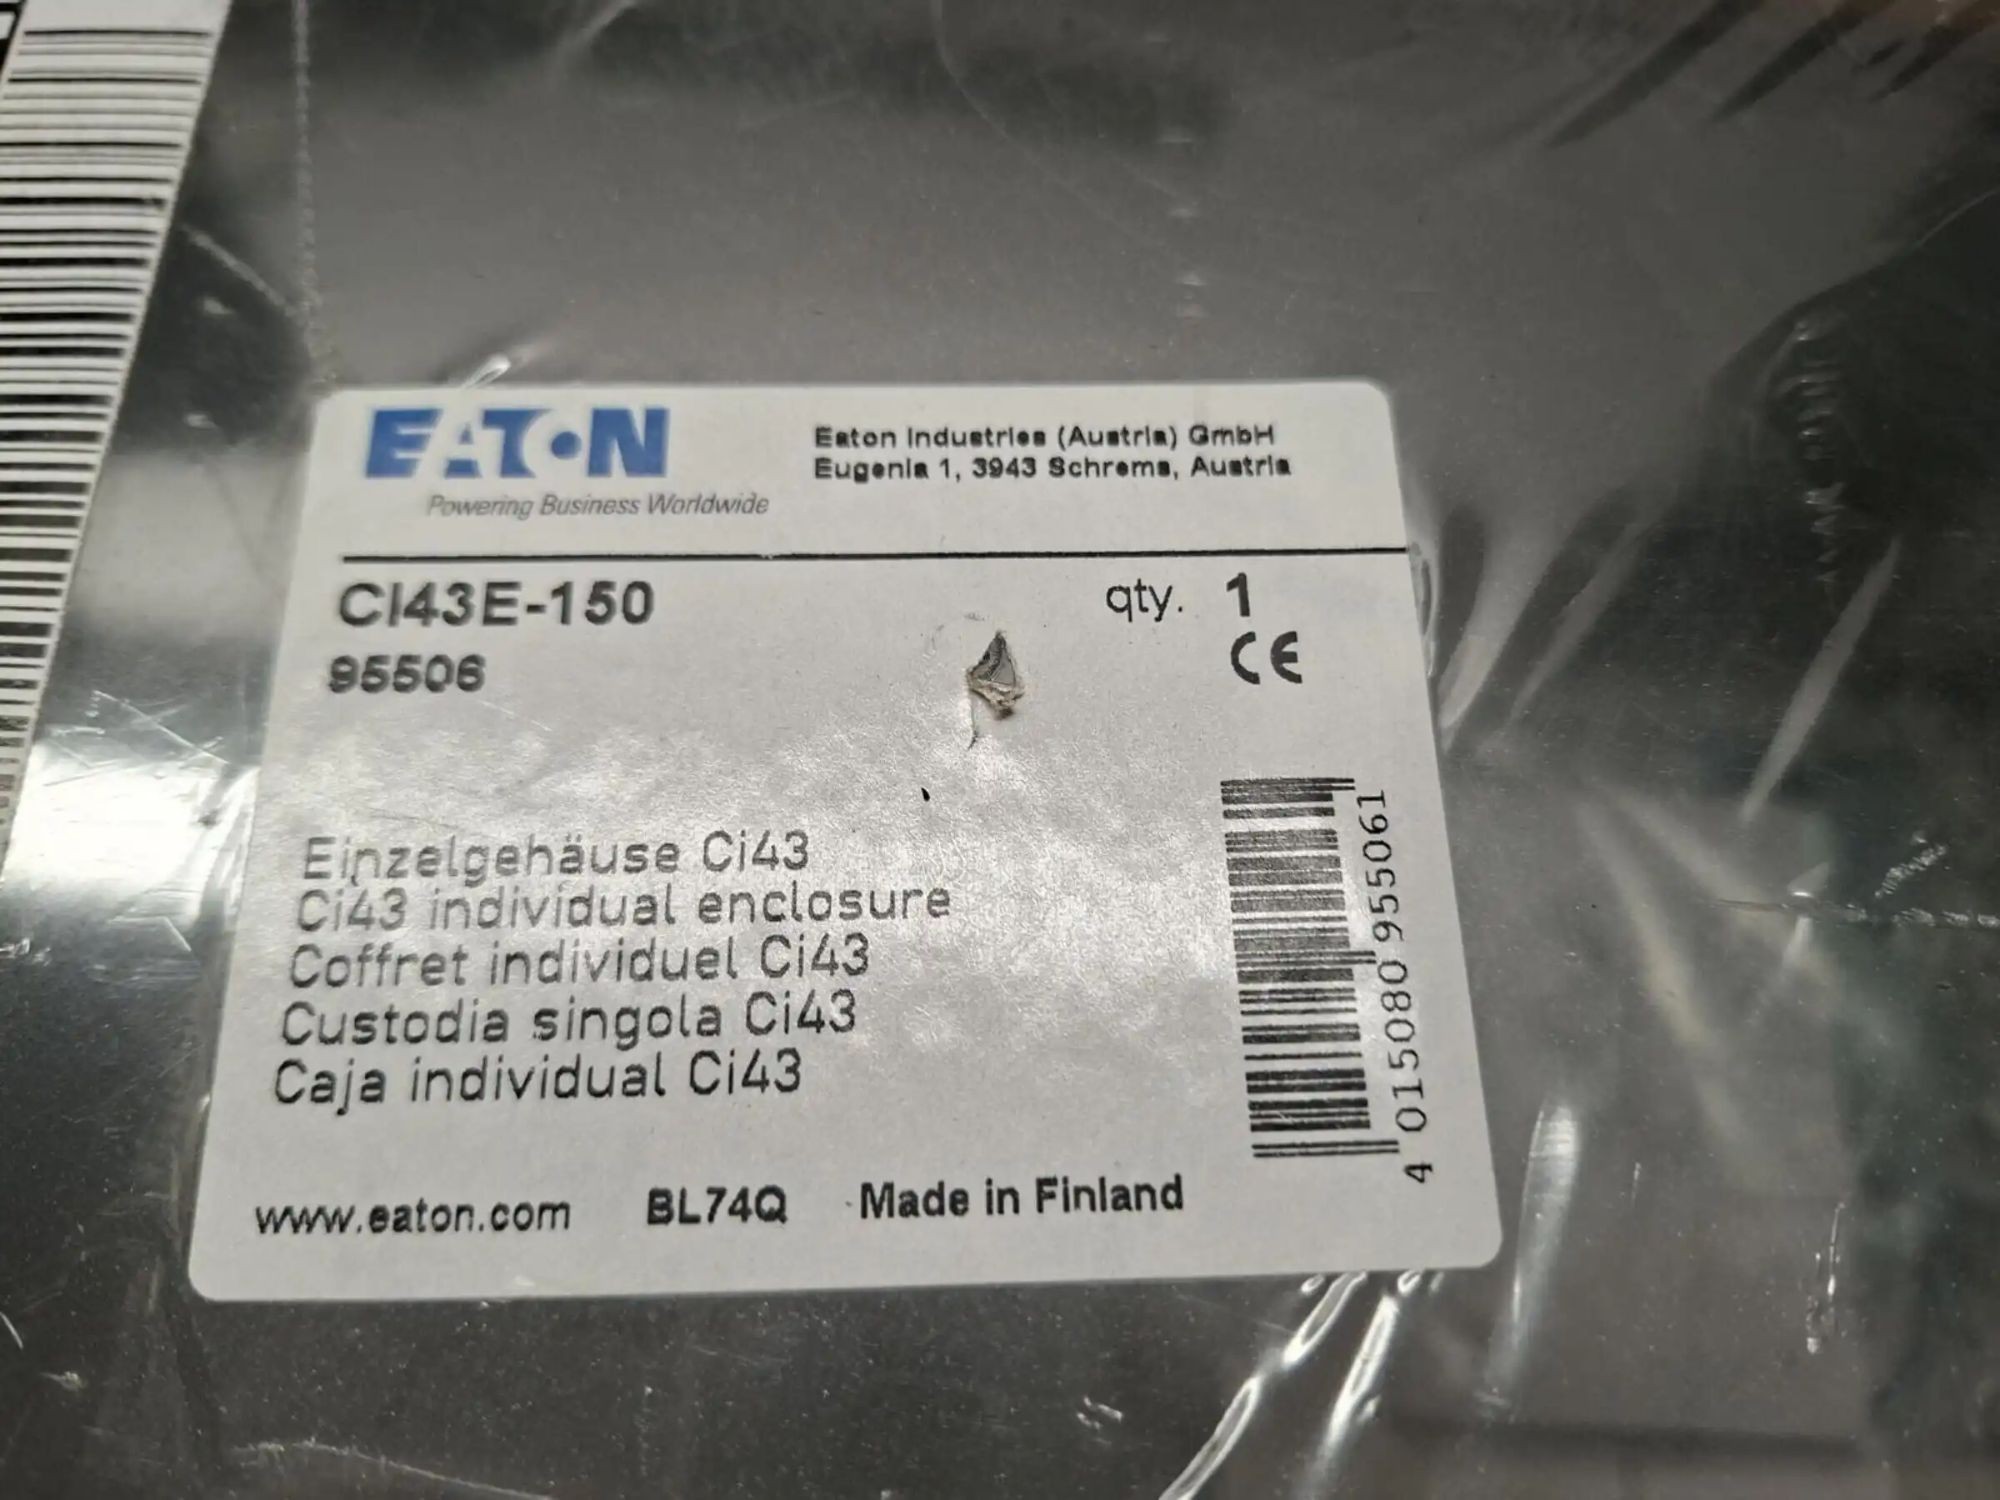 EATON
Powering Business Worldwide
Eaton Industries (Austria) GmbH
Eugenia 1, 3943 Schrems, Austria
CI43E-150
qty. 1
95506
CE
Einzelgehäuse Ci43
Ci43 individual enclosure
Coffret individuel Ci43
Custodia singola Ci43
Caja individual Ci43
4 015080 955061
www.eaton.com BL74Q Made in Finland